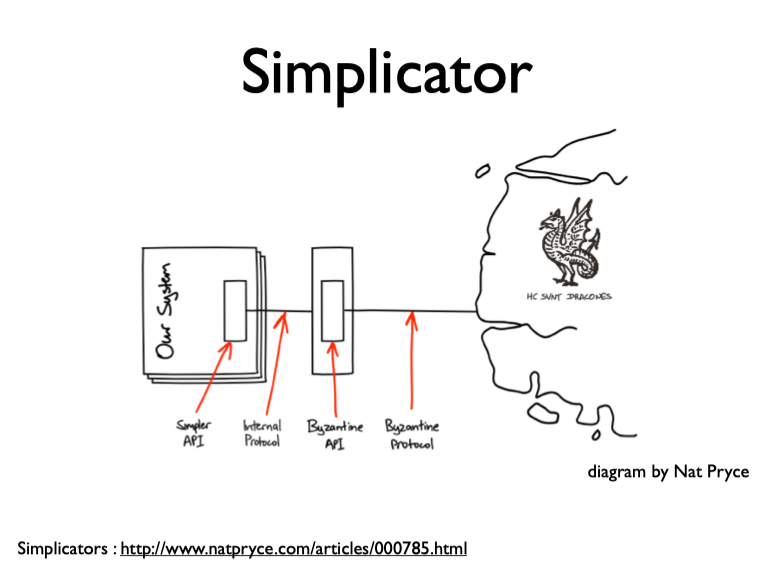 Simplicator
Our System
HC SVNT DRACONES
Simpler
API
Internal
Protocol
Byzantine
API
Byzantine
Protocol
diagram by Nat Pryce
Simplicators : http://www.natpryce.com/articles/000785.html